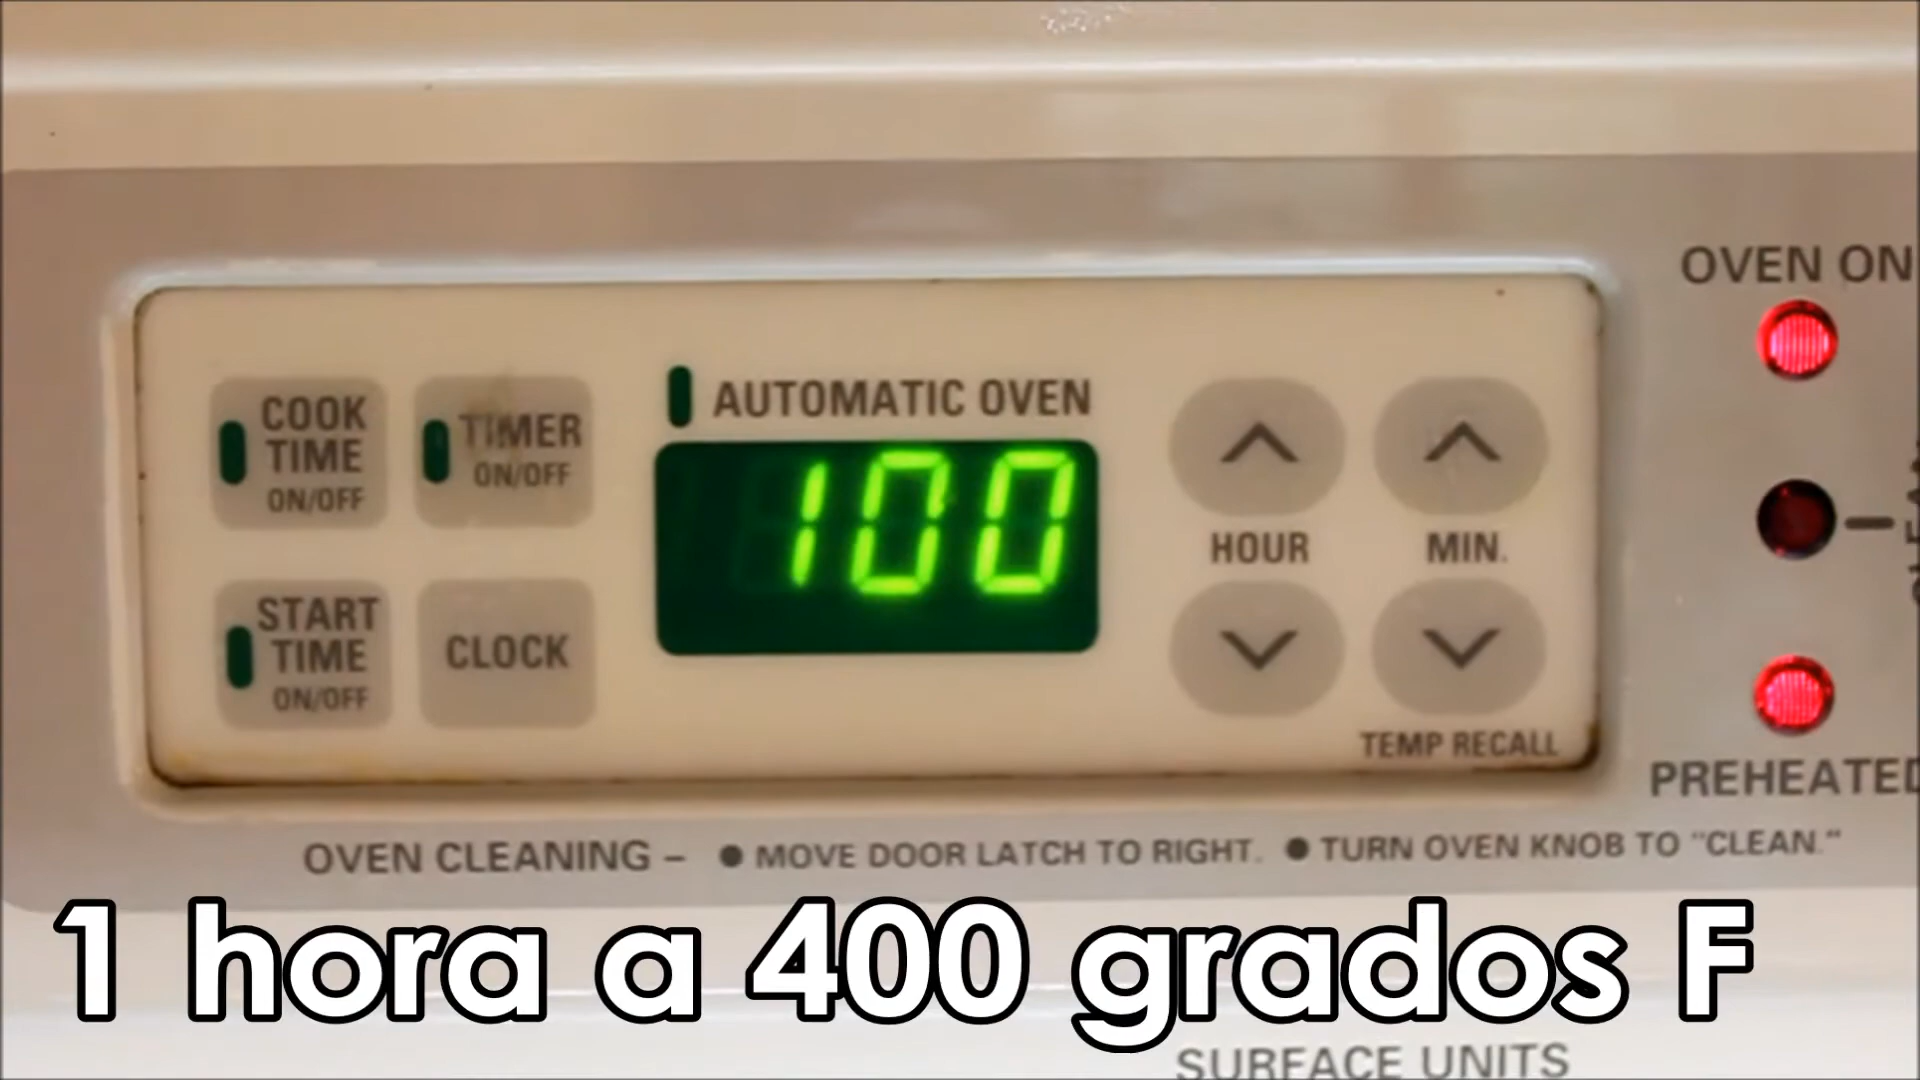 OVEN ON
COOK
TIME
ON/OFF
TIMER
ON/OFF
AUTOMATIC OVEN
100
HOUR
MIN.
START
TIME
ON/OFF
CLOCK
TEMP RECALL
PREHEATED
OVEN CLEANING – ● MOVE DOOR LATCH TO RIGHT. ● TURN OVEN KNOB TO "CLEAN."
1 hora a 400 grados F
SURFACE UNITS